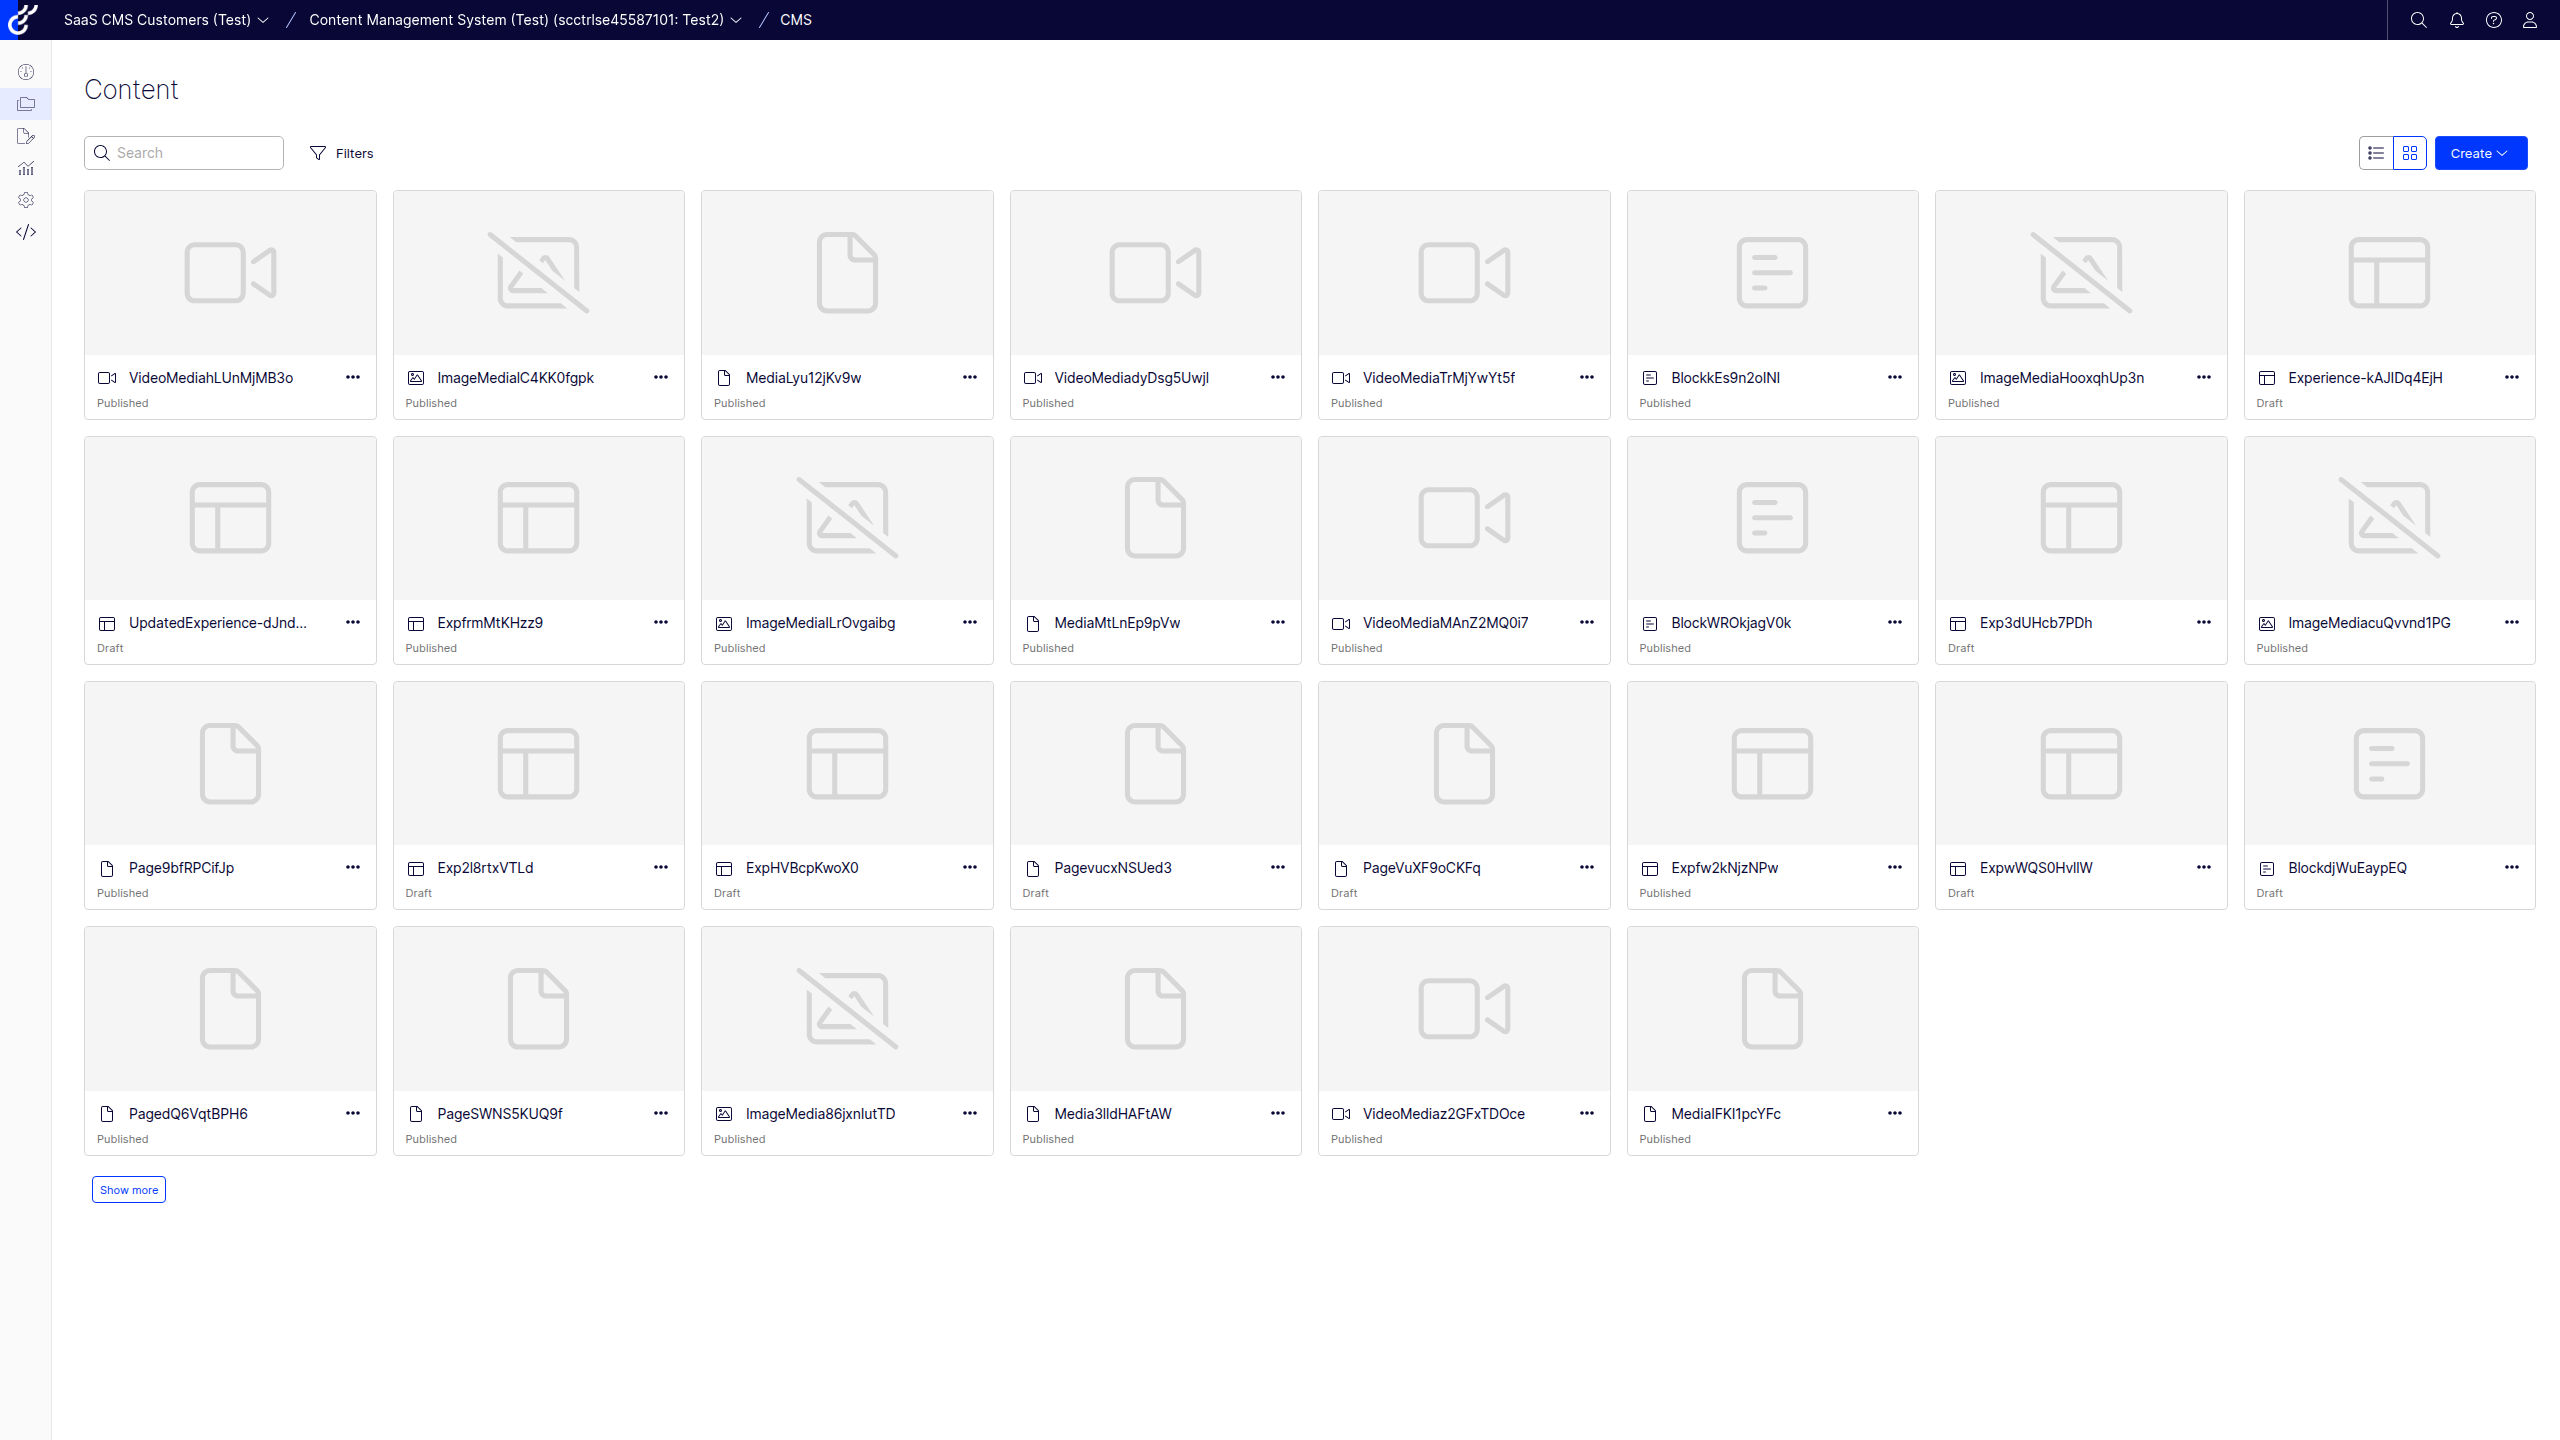 SaaS CMS Customers (Test) / Content Management System (Test) (scctrlse45587101: Test2) / CMS
Content
Search
Filters
Create
VideoMediahLUnMjMB3o
ImageMedialC4KK0fgpk
MediaLyu12jKv9w
VideoMediadyDsg5Uwjl
VideoMediaTrMjYwYt5f
BlockkEs9n2olNl
ImageMediaHooxqhUp3n
Experience-kAJlDq4EjH
Published
Published
Published
Published
Published
Published
Published
Draft
UpdatedExperience-dJnd...
ExpfrmMtKHzz9
ImageMediaILrOvgaibg
MediaMtLnEp9pVw
VideoMediaMAnZ2MQ0i7
BlockWROkjagV0k
Exp3dUHcb7PDh
ImageMediacuQvvnd1PG
Draft
Published
Published
Published
Published
Published
Draft
Published
Page9bfRPCifJp
Exp2l8rtxVTLd
ExpHVBcpKwoX0
PagevucxNSUed3
PageVuXF9oCKFq
Expfw2kNjzNPw
ExpwWQS0HvllW
BlockdjWuEaypEQ
Published
Draft
Draft
Draft
Draft
Published
Draft
Draft
PagedQ6VqtBPH6
PageSWNS5KUQ9f
ImageMedia86jxnlutTD
Media3lldHAFtAW
VideoMediaz2GFxTDOce
MedialFKl1pcYFc
Published
Published
Published
Published
Published
Published
Show more